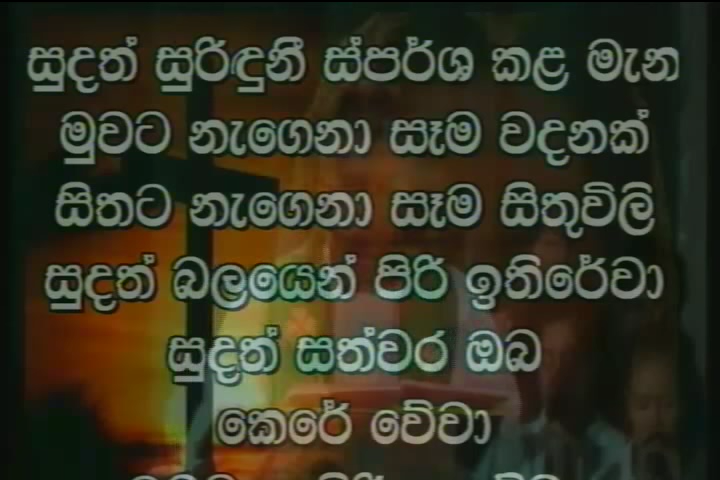 සුදත් සුරිඳුනී ස්පර්ශ කළ මැන
මුවට නැගෙනා සෑම වදනක්
සිතට නැගෙනා සෑම සිතුවිලි
සුදත් බලයෙන් පිරි ඉතිරේවා
සුදත් සත්වර ඔබ
කෙරේ වේවා